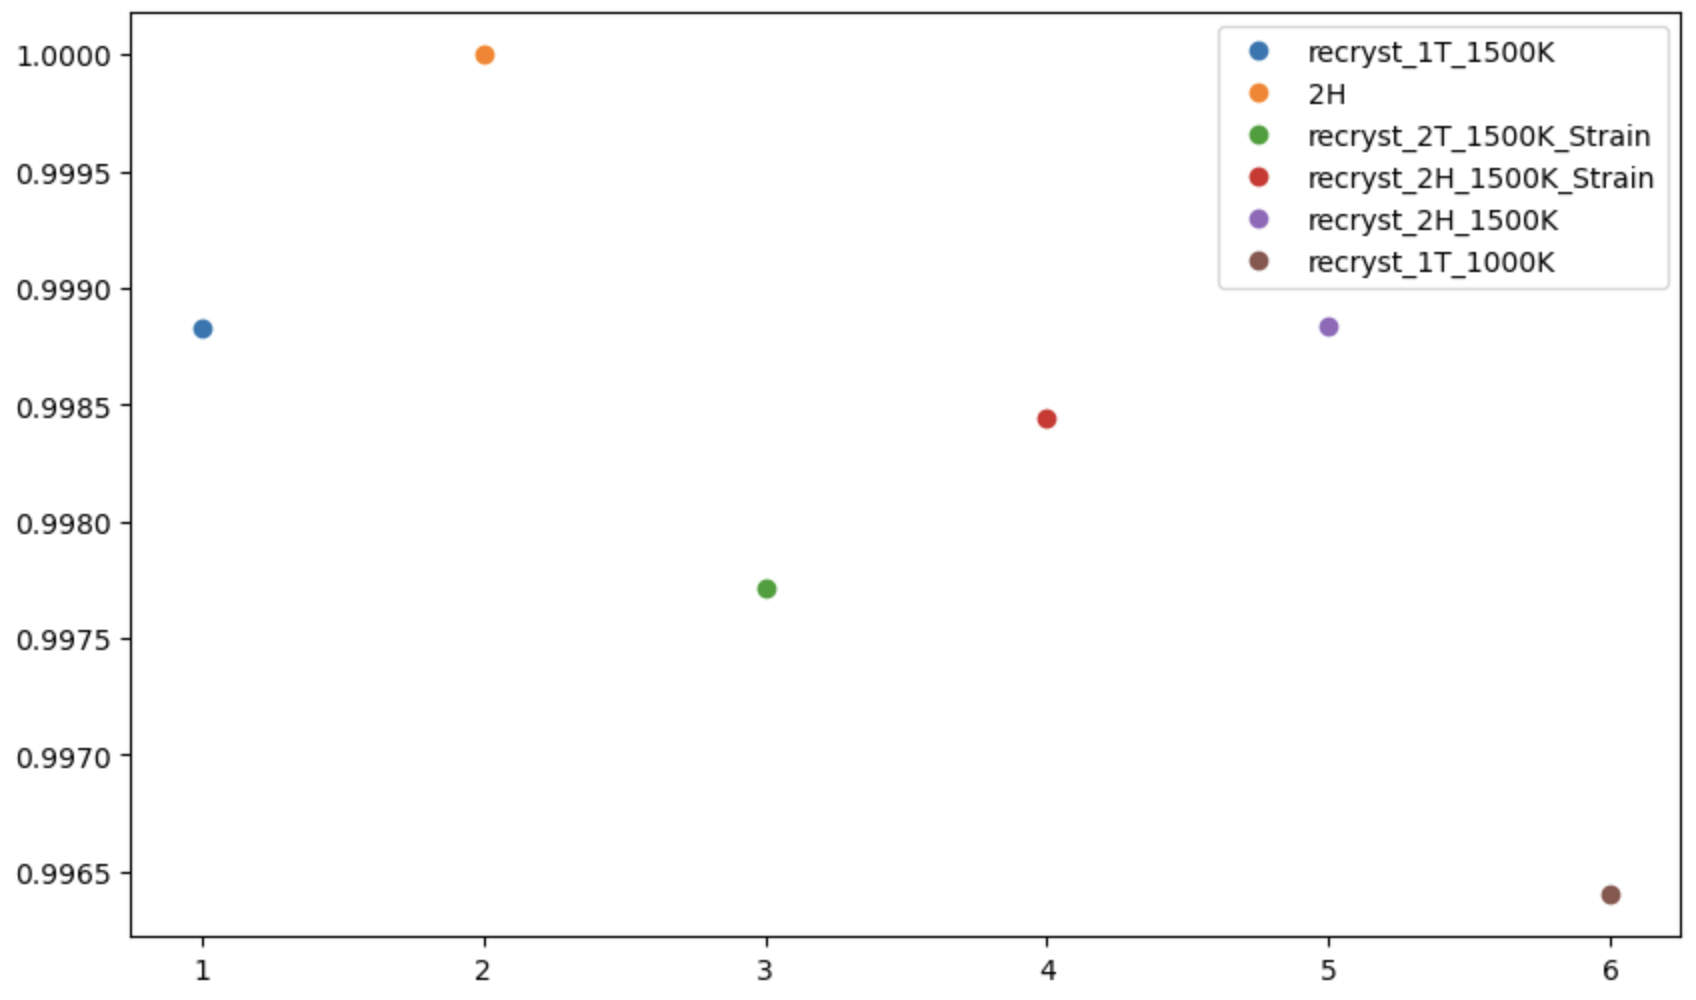 1.0000
0.9995
0.9990
0.9985
0.9980
0.9975
0.9970
0.9965
recryst_1T_1500K
2H
recryst_2T_1500K_Strain
recryst_2H_1500K_Strain
recryst_2H_1500K
recryst_1T_1000K
1 2 3 4 5 6